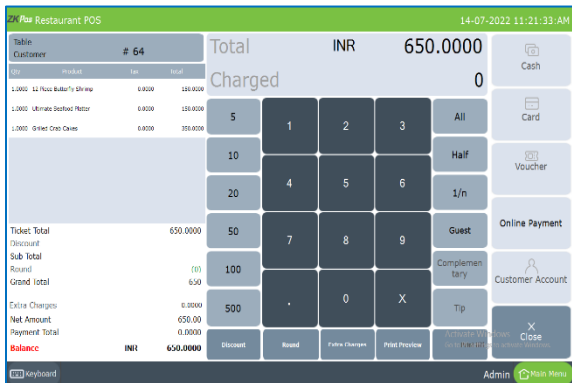 ZKPos Restaurant POS 14-07-2022 11:21:33:AM
Table
Customer # 64
Qty Product Tax Total
1.0000 12 Piece Butterfly Shrimp 0.0000 150.0000
1.0000 Ultimate Seafood Platter 0.0000 150.0000
1.0000 Grilled Crab Cakes 0.0000 350.0000
Ticket Total 650.0000
Discount
Sub Total
Round (0)
Grand Total 650
Extra Charges 0.0000
Net Amount 650.00
Payment Total 0.0000
Balance INR 650.0000
Total INR 650.0000
Charged 0
5 1 2 3 All
10 Half
20 4 5 6 1/n
50 7 8 9 Guest
100 Complemen
tary
500 . 0 X Tip
Discount Round Extra Charges Print Preview
Cash
Card
Voucher
Online Payment
Customer Account
X
Close
Activate Windows
Keyboard Admin Main Menu